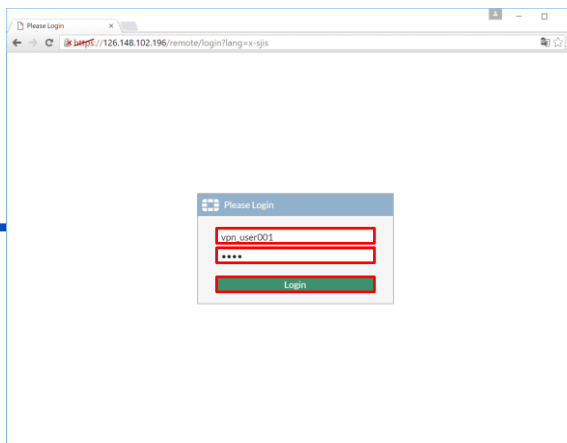 Please Login
https://126.148.102.196/remote/login?lang=x-sjis
Please Login
vpn_user001
••••
Login